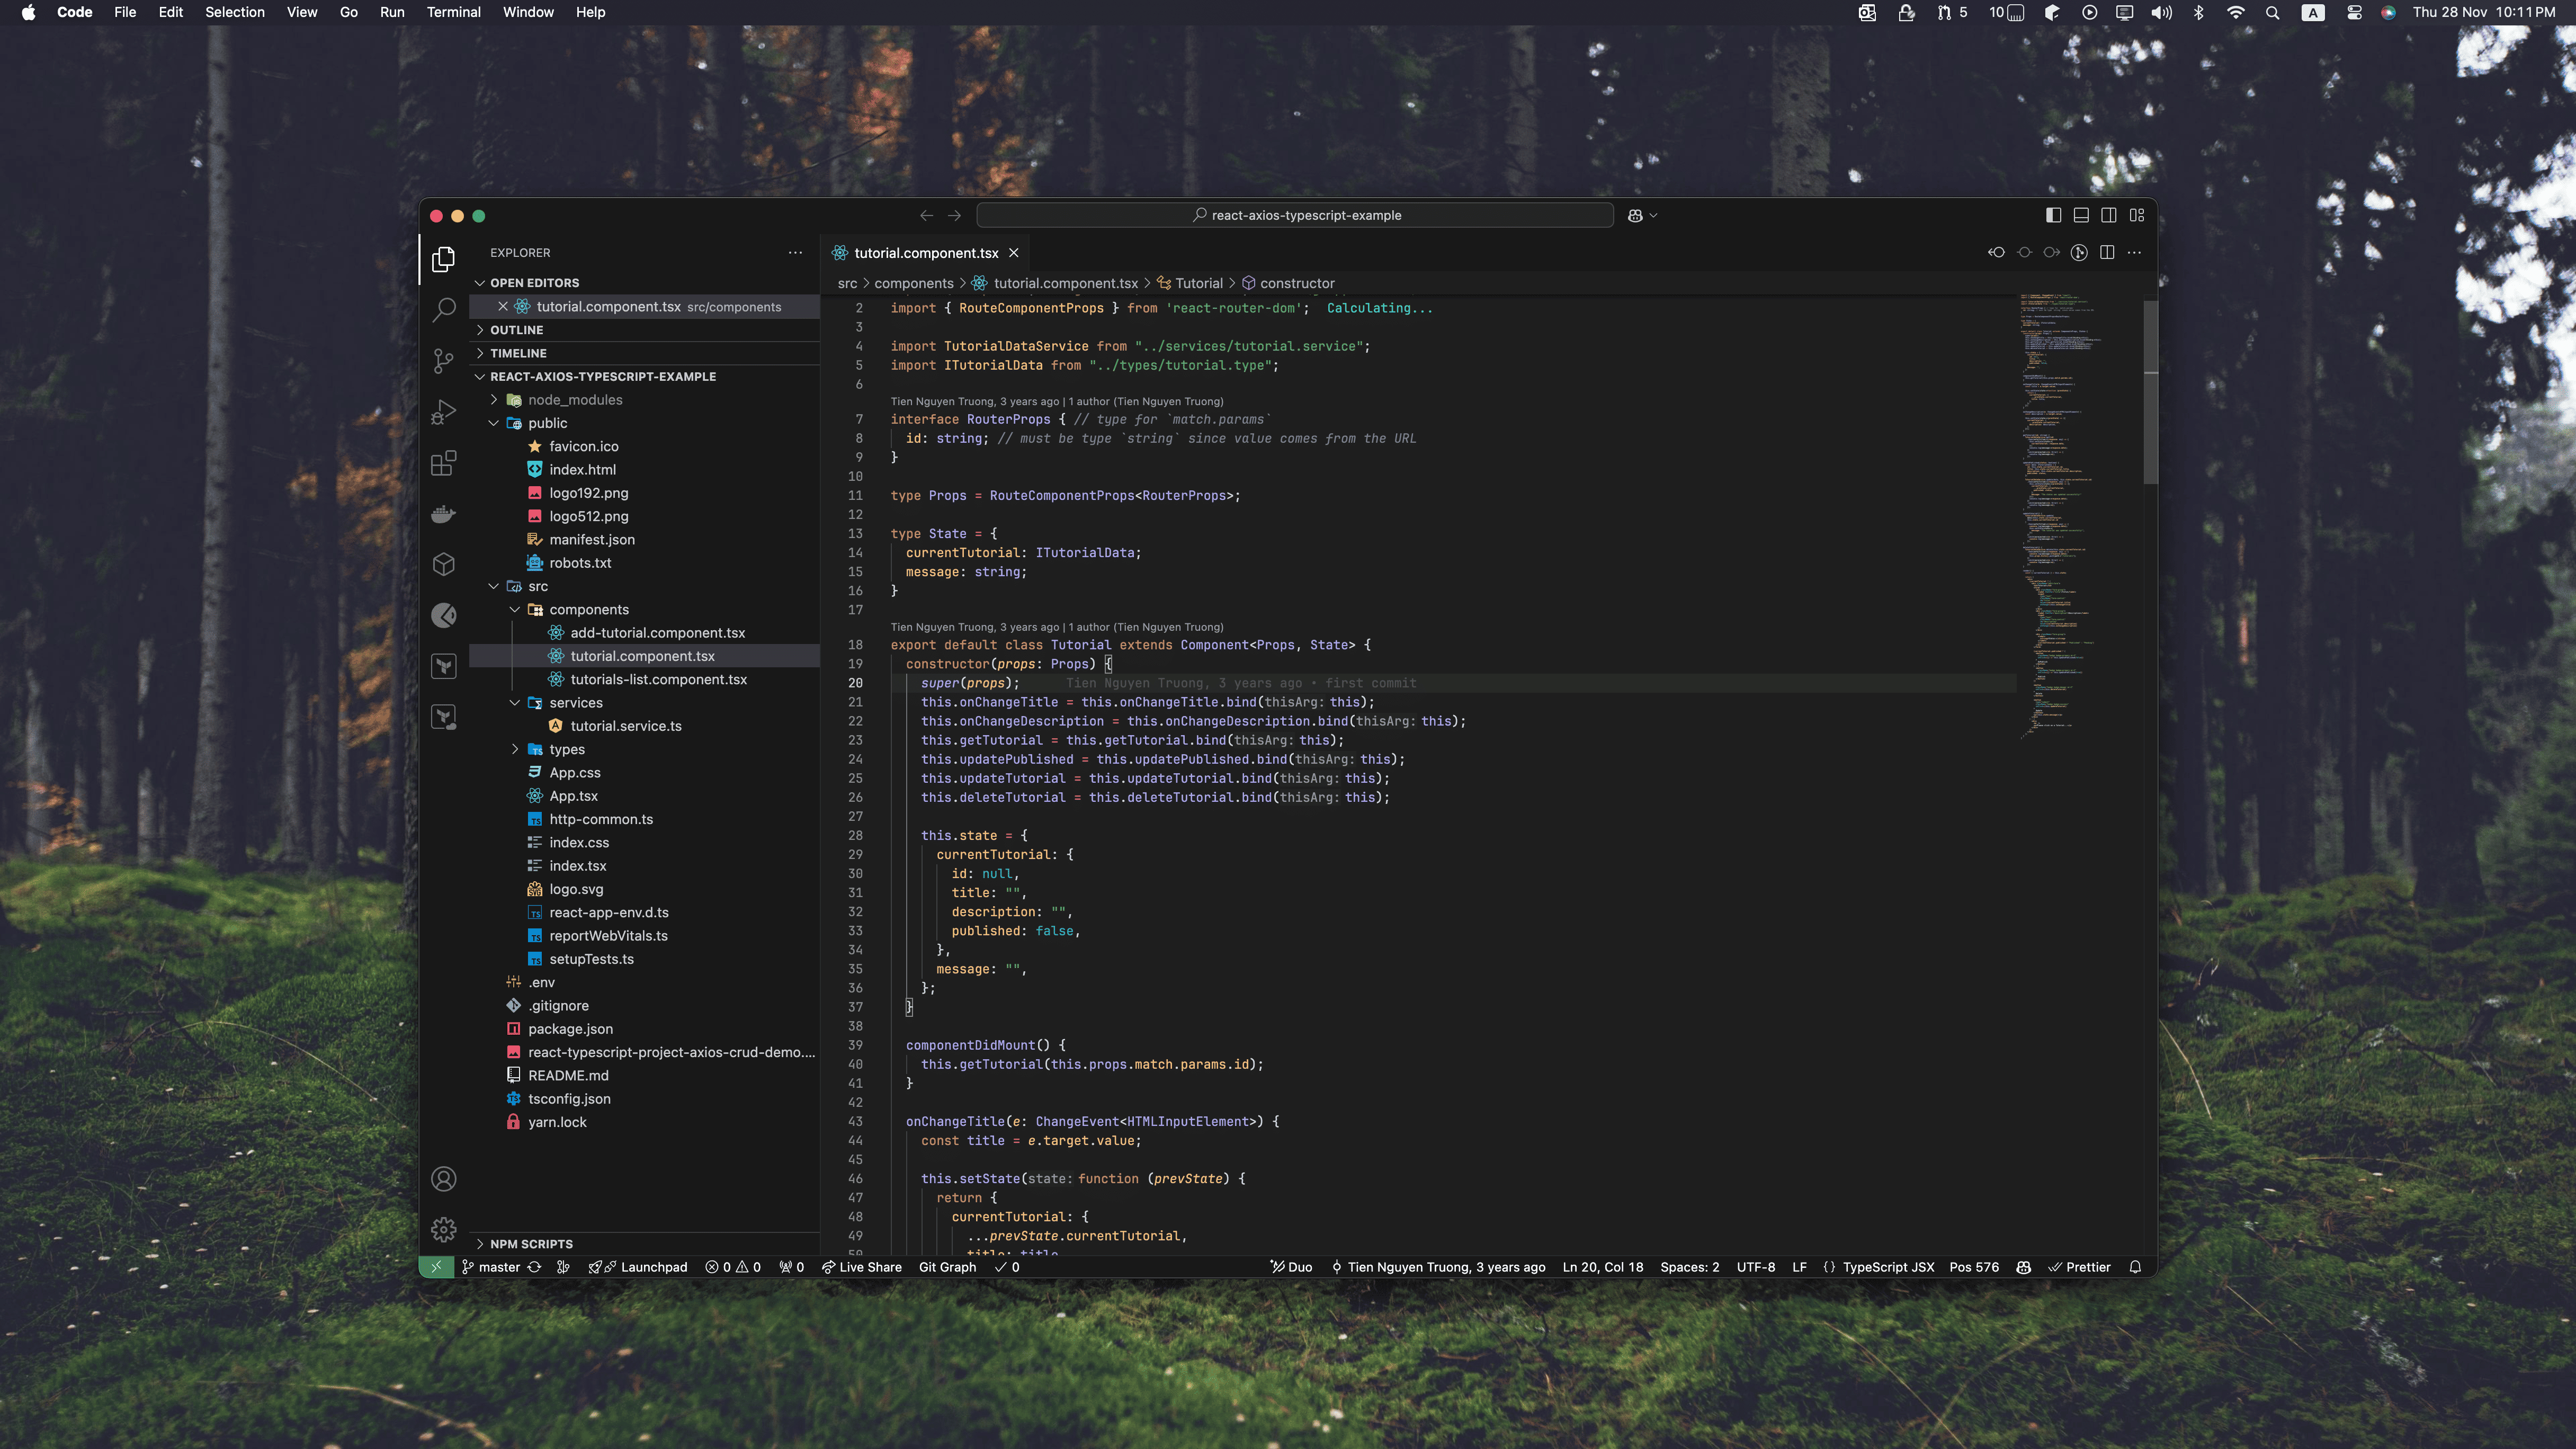 Code File Edit Selection View Go Run Terminal Window Help
5 10 A Thu 28 Nov 10:11 PM
react-axios-typescript-example
EXPLORER
OPEN EDITORS
tutorial.component.tsx src/components
OUTLINE
TIMELINE
REACT-AXIOS-TYPESCRIPT-EXAMPLE
node_modules
public
favicon.ico
index.html
logo192.png
logo512.png
manifest.json
robots.txt
src
components
add-tutorial.component.tsx
tutorial.component.tsx
tutorials-list.component.tsx
services
tutorial.service.ts
types
App.css
App.tsx
http-common.ts
index.css
index.tsx
logo.svg
react-app-env.d.ts
reportWebVitals.ts
setupTests.ts
.env
.gitignore
package.json
react-typescript-project-axios-crud-demo....
README.md
tsconfig.json
yarn.lock
NPM SCRIPTS
tutorial.component.tsx
src > components > tutorial.component.tsx > Tutorial > constructor
2 import { RouteComponentProps } from 'react-router-dom'; Calculating...
3
4 import TutorialDataService from "../services/tutorial.service";
5 import ITutorialData from "../types/tutorial.type";
6
Tien Nguyen Truong, 3 years ago | 1 author (Tien Nguyen Truong)
7 interface RouterProps { // type for `match.params`
8 id: string; // must be type `string` since value comes from the URL
9 }
10
11 type Props = RouteComponentProps<RouterProps>;
12
13 type State = {
14 currentTutorial: ITutorialData;
15 message: string;
16 }
17
Tien Nguyen Truong, 3 years ago | 1 author (Tien Nguyen Truong)
18 export default class Tutorial extends Component<Props, State> {
19 constructor(props: Props) {
20 super(props); Tien Nguyen Truong, 3 years ago • first commit
21 this.onChangeTitle = this.onChangeTitle.bind(thisArg: this);
22 this.onChangeDescription = this.onChangeDescription.bind(thisArg: this);
23 this.getTutorial = this.getTutorial.bind(thisArg: this);
24 this.updatePublished = this.updatePublished.bind(thisArg: this);
25 this.updateTutorial = this.updateTutorial.bind(thisArg: this);
26 this.deleteTutorial = this.deleteTutorial.bind(thisArg: this);
27
28 this.state = {
29 currentTutorial: {
30 id: null,
31 title: "",
32 description: "",
33 published: false,
34 },
35 message: "",
36 };
37 }
38
39 componentDidMount() {
40 this.getTutorial(this.props.match.params.id);
41 }
42
43 onChangeTitle(e: ChangeEvent<HTMLInputElement>) {
44 const title = e.target.value;
45
46 this.setState(state: function (prevState) {
47 return {
48 currentTutorial: {
49 ...prevState.currentTutorial,
50 title: title
master Launchpad 0 0 0 Live Share Git Graph 0
Duo Tien Nguyen Truong, 3 years ago Ln 20, Col 18 Spaces: 2 UTF-8 LF {} TypeScript JSX Pos 576 Prettier